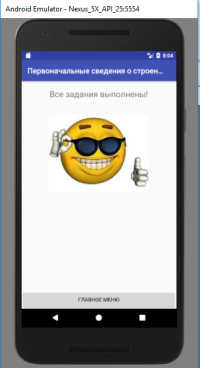 Android Emulator - Nexus_5X_API_25:5554
8:04
Первоначальные сведения о строен...
Все задания выполнены!
ГЛАВНОЕ МЕНЮ